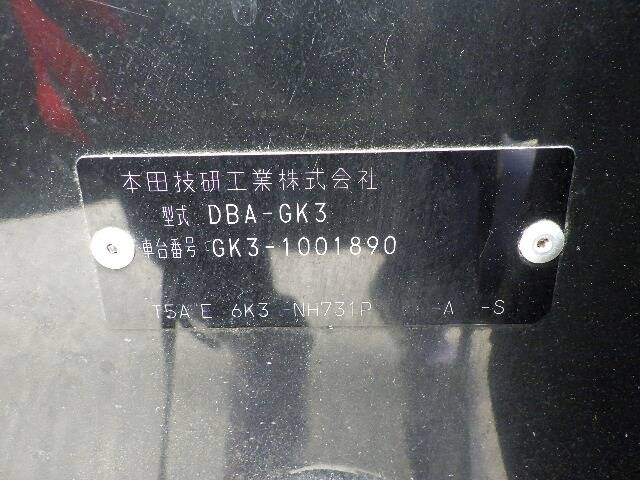 本田技研工業株式会社
型式 DBA-GK3
車台番号 GK3-1001890
T5A E 6K3 -NH731P -A -S